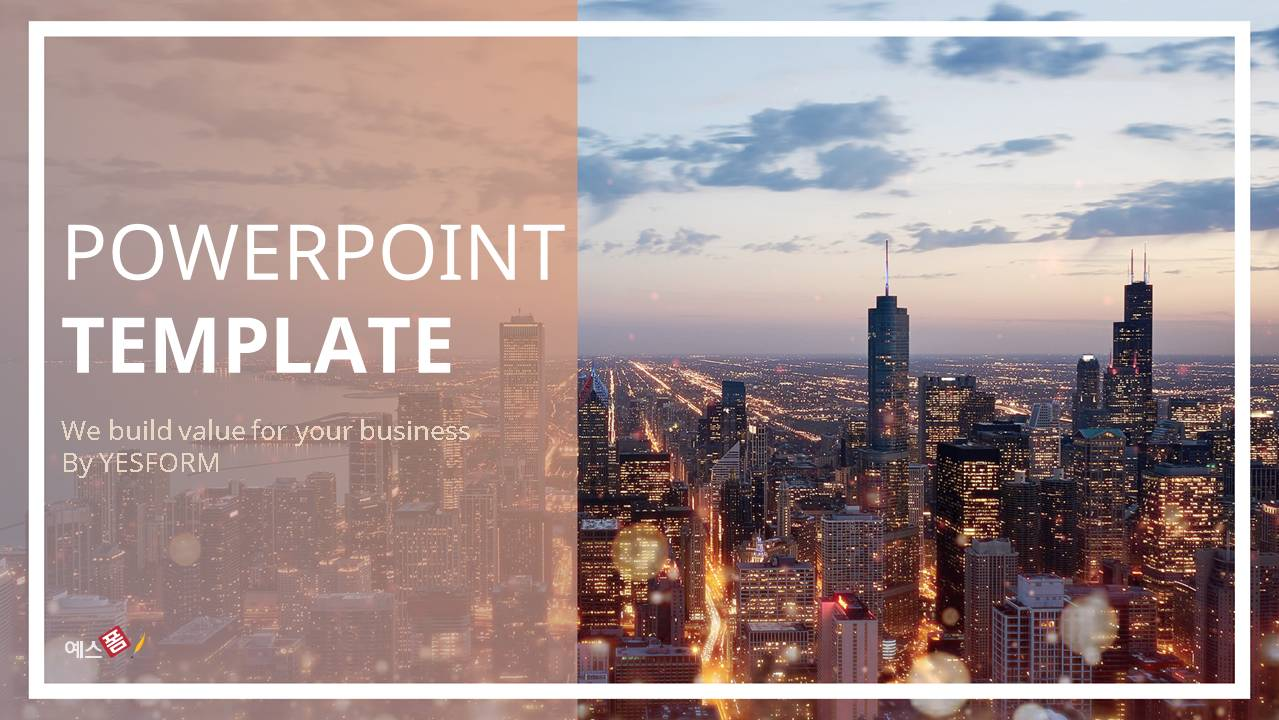 POWERPOINT
TEMPLATE
We build value for your business
By YESFORM
예스폼